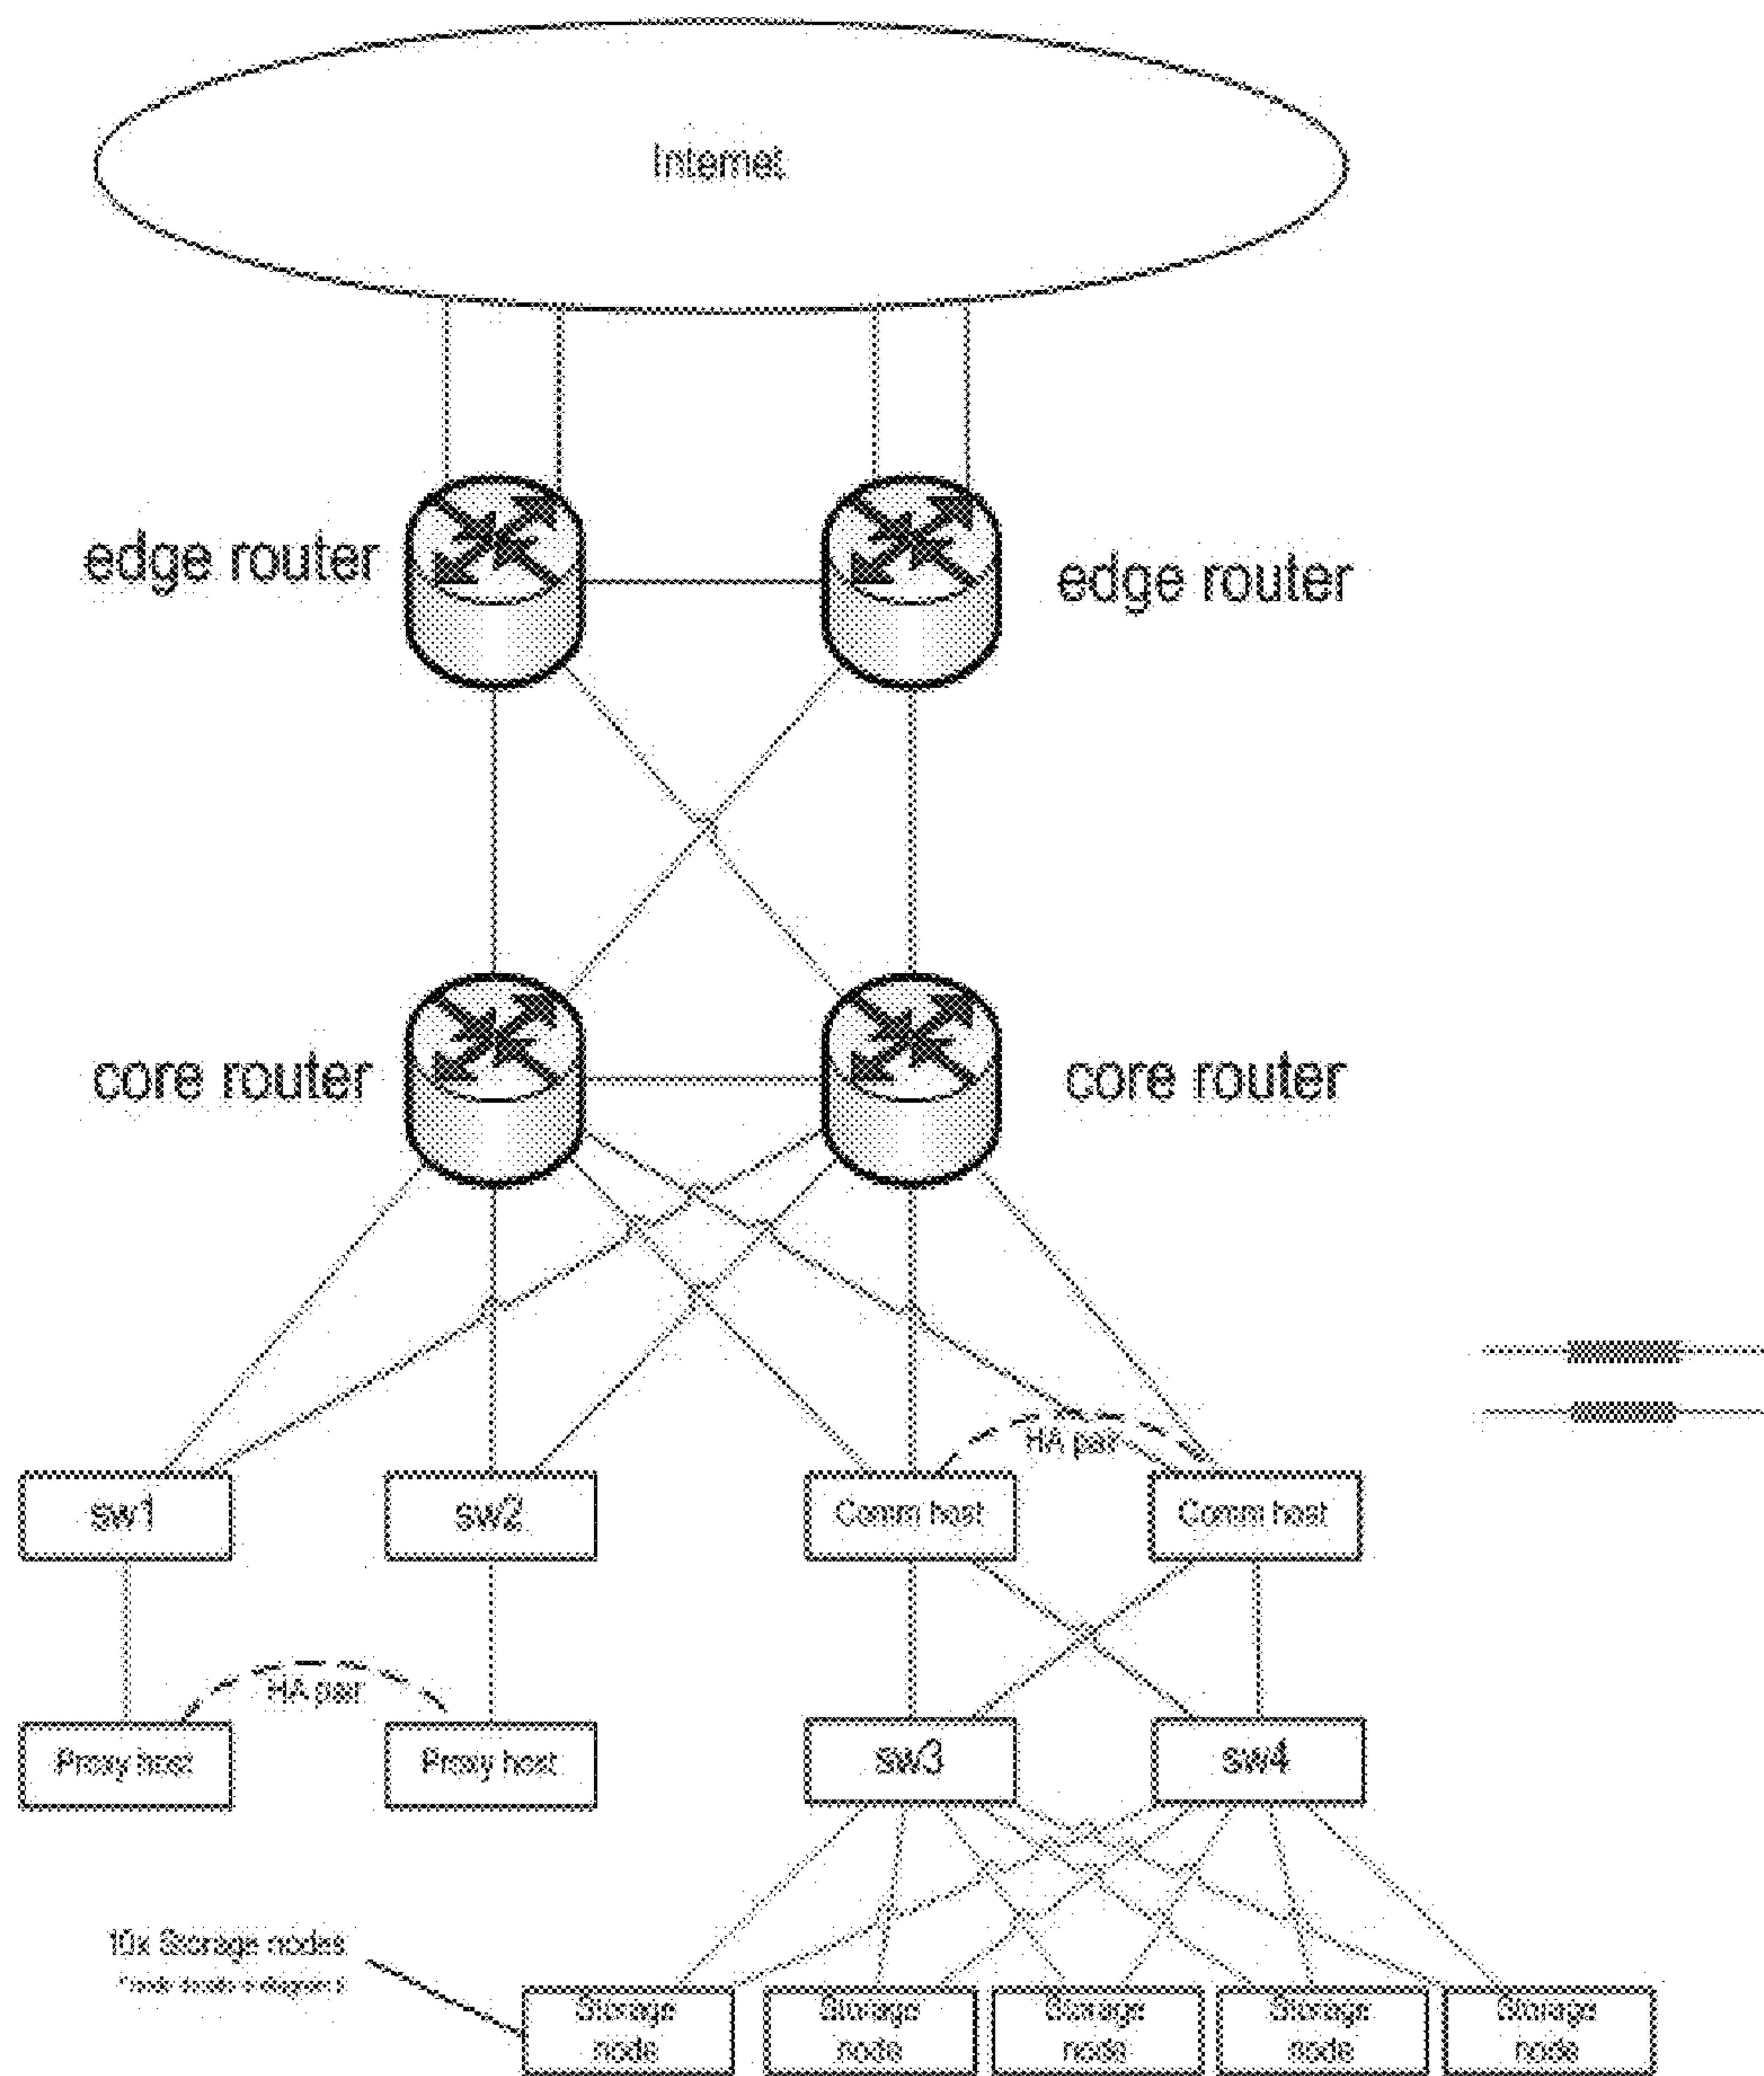 Internet
edge router
edge router
core router
core router
HA pair
sw1
sw2
Comm host
Comm host
HA pair
Proxy host
Proxy host
sw3
sw4
10x Storage nodes
Storage
node
Storage
node
Storage
node
Storage
node
Storage
node